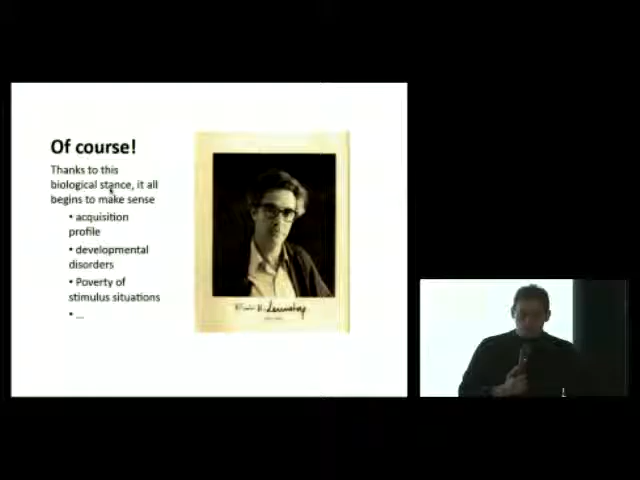 Of course!
Thanks to this
biological stance, it all
begins to make sense
• acquisition
profile
• developmental
disorders
• Poverty of
stimulus situations
• ...
Lenneberg